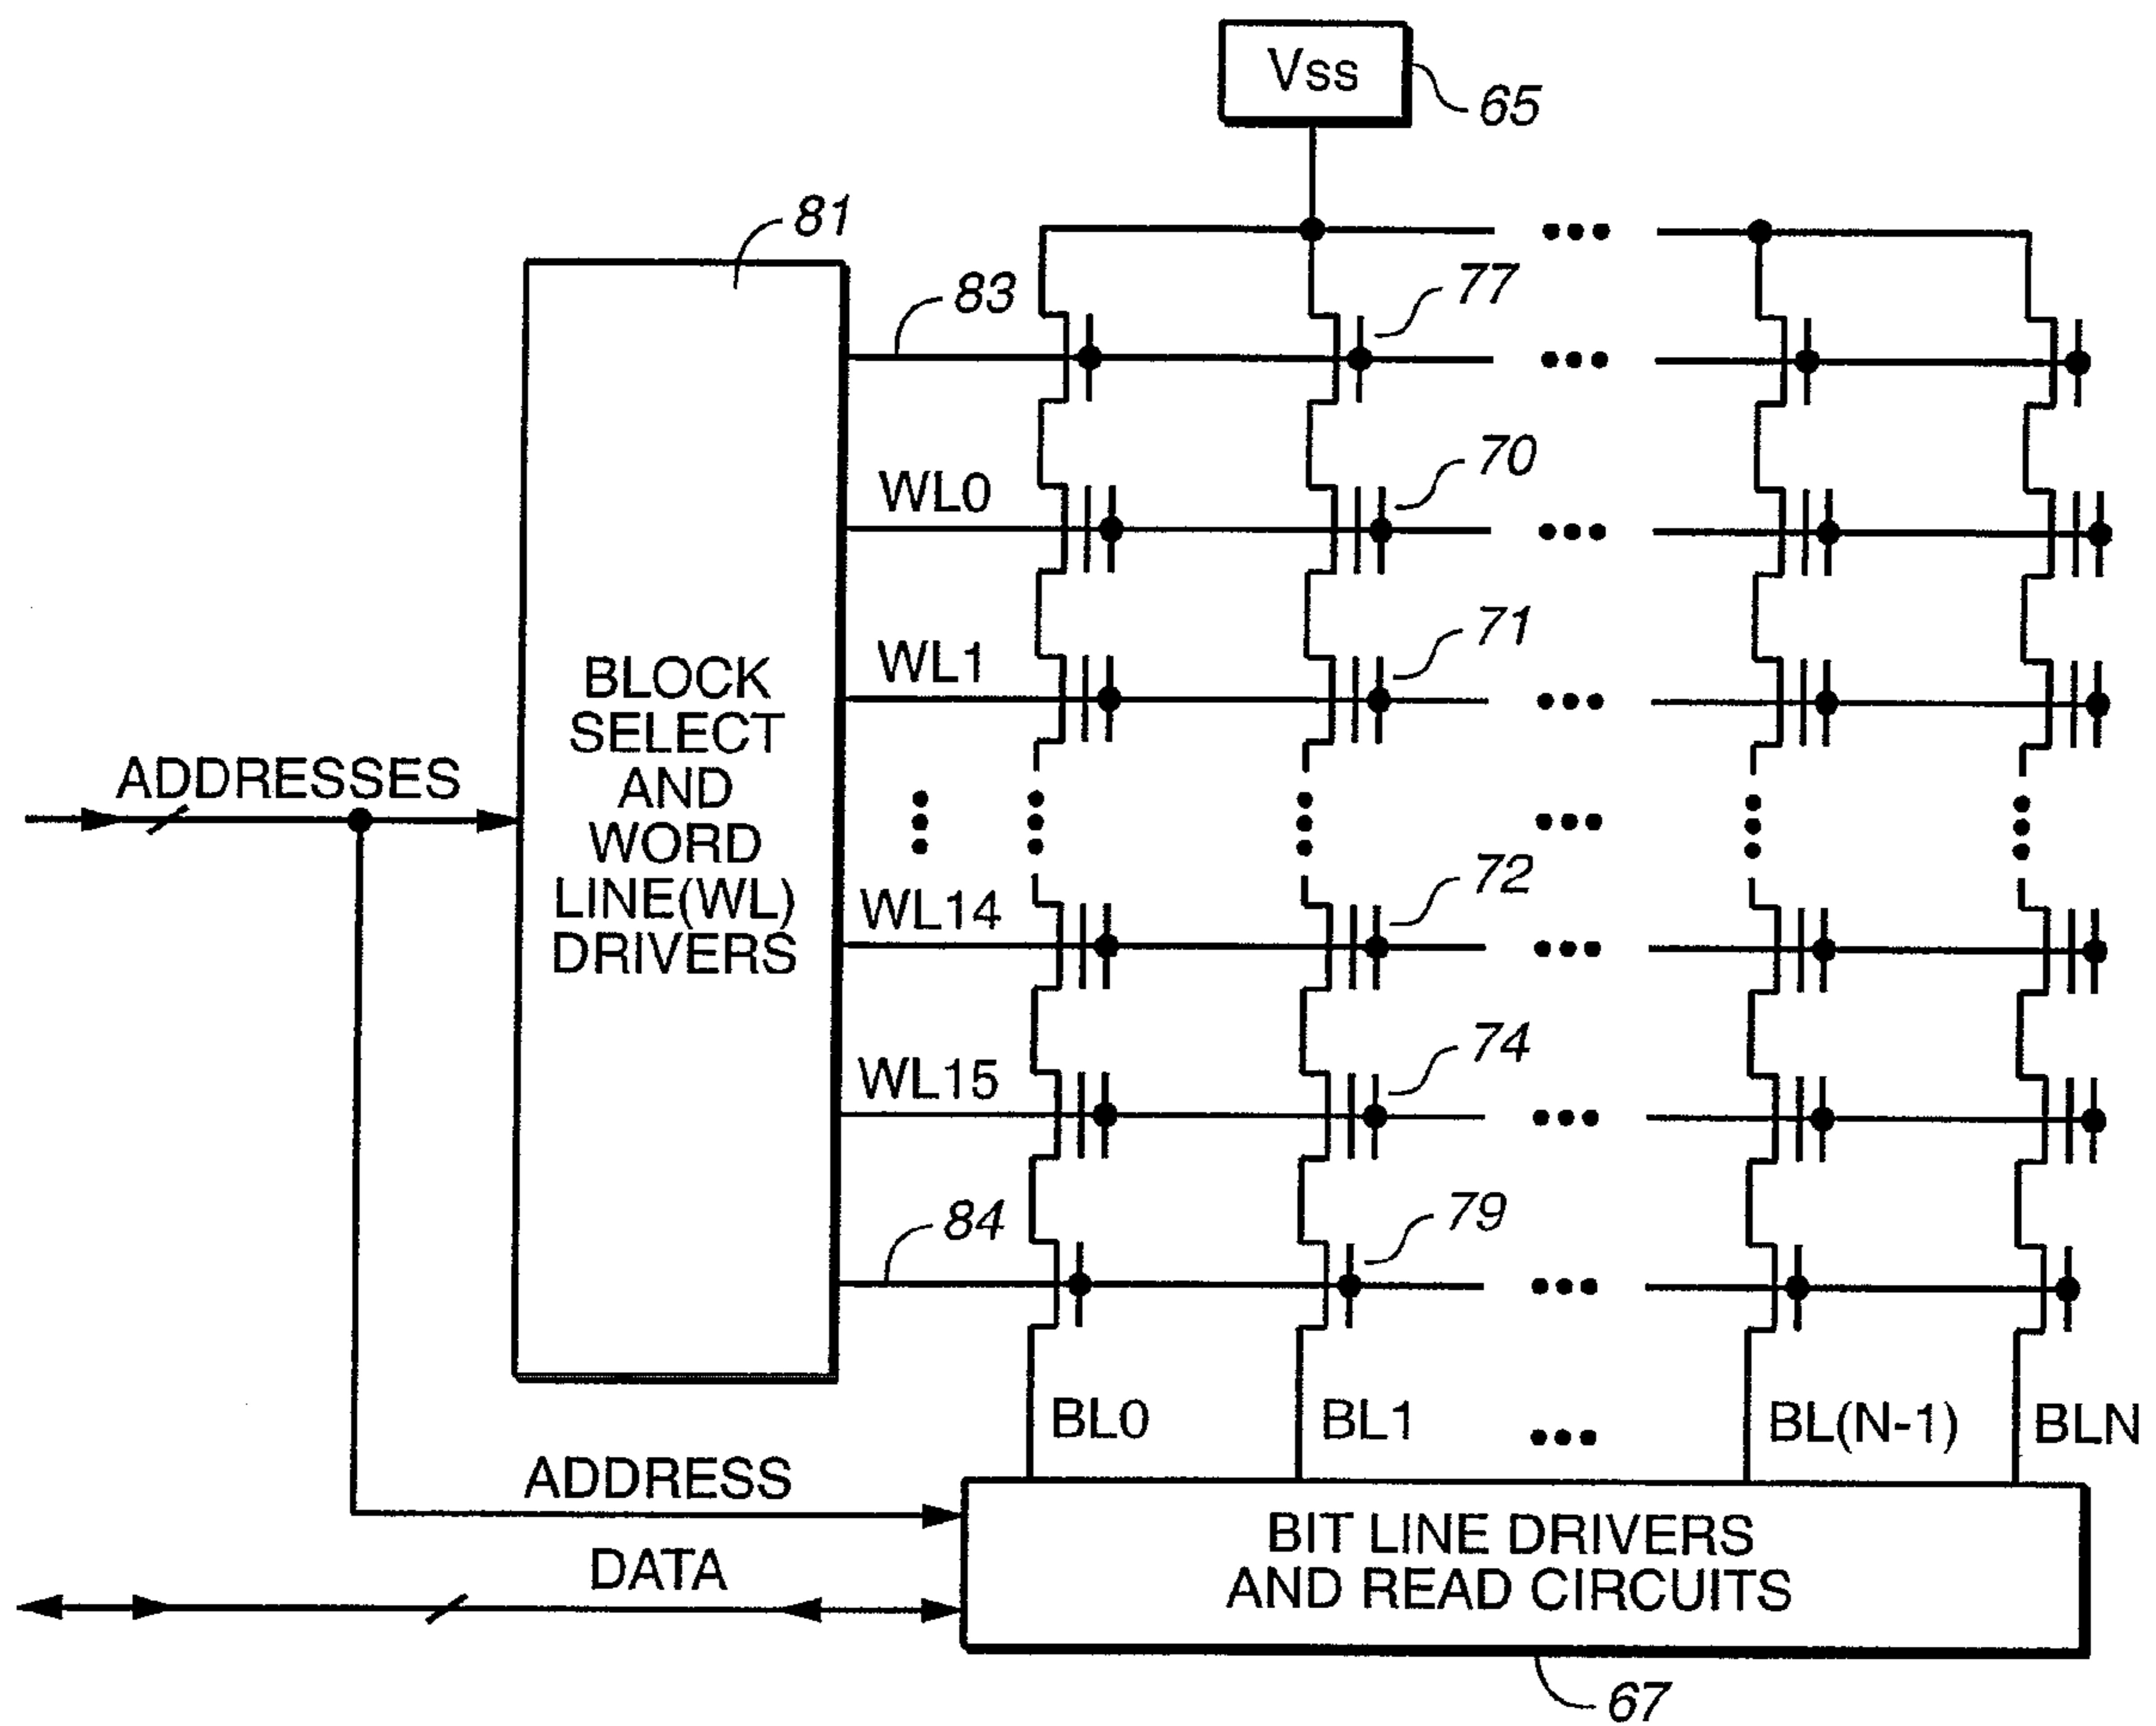 Vss
65
81
83
77
WL0
70
WL1
71
BLOCK
SELECT
AND
WORD
LINE(WL)
DRIVERS
ADDRESSES
WL14
72
WL15
74
84
79
BL0
BL1
BL(N-1)
BLN
ADDRESS
DATA
BIT LINE DRIVERS
AND READ CIRCUITS
67